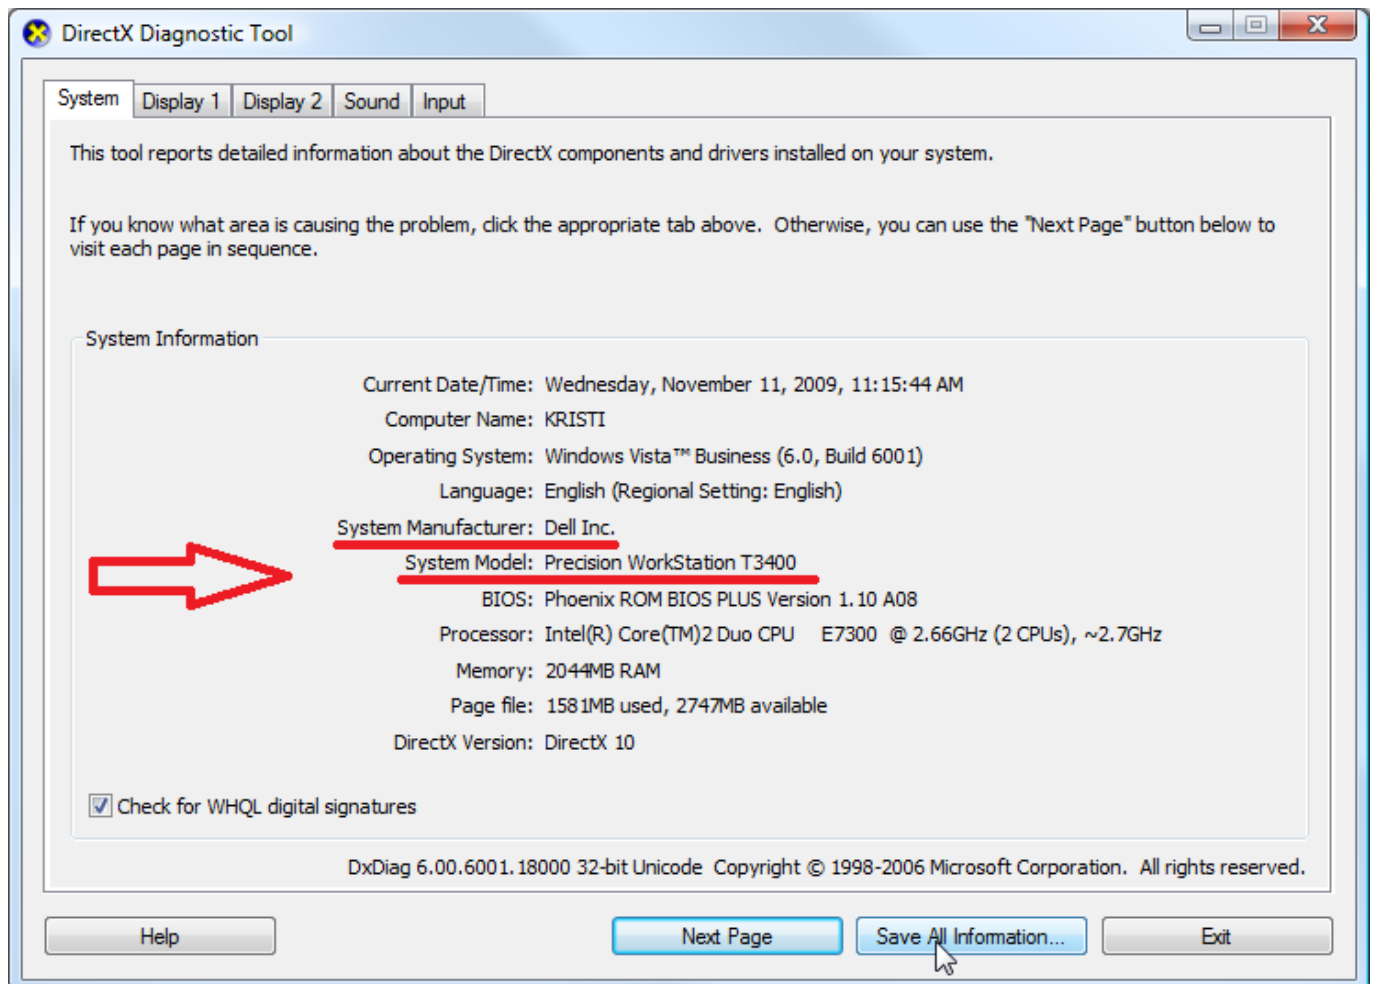 DirectX Diagnostic Tool
System Display 1 Display 2 Sound Input
This tool reports detailed information about the DirectX components and drivers installed on your system.
If you know what area is causing the problem, click the appropriate tab above.  Otherwise, you can use the "Next Page" button below to
visit each page in sequence.
System Information
Current Date/Time: Wednesday, November 11, 2009, 11:15:44 AM
Computer Name: KRISTI
Operating System: Windows Vista™ Business (6.0, Build 6001)
Language: English (Regional Setting: English)
System Manufacturer: Dell Inc.
System Model: Precision WorkStation T3400
BIOS: Phoenix ROM BIOS PLUS Version 1.10 A08
Processor: Intel(R) Core(TM)2 Duo CPU    E7300  @ 2.66GHz (2 CPUs), ~2.7GHz
Memory: 2044MB RAM
Page file: 1581MB used, 2747MB available
DirectX Version: DirectX 10
Check for WHQL digital signatures
DxDiag 6.00.6001.18000 32-bit Unicode  Copyright © 1998-2006 Microsoft Corporation.  All rights reserved.
Help Next Page Save All Information... Exit